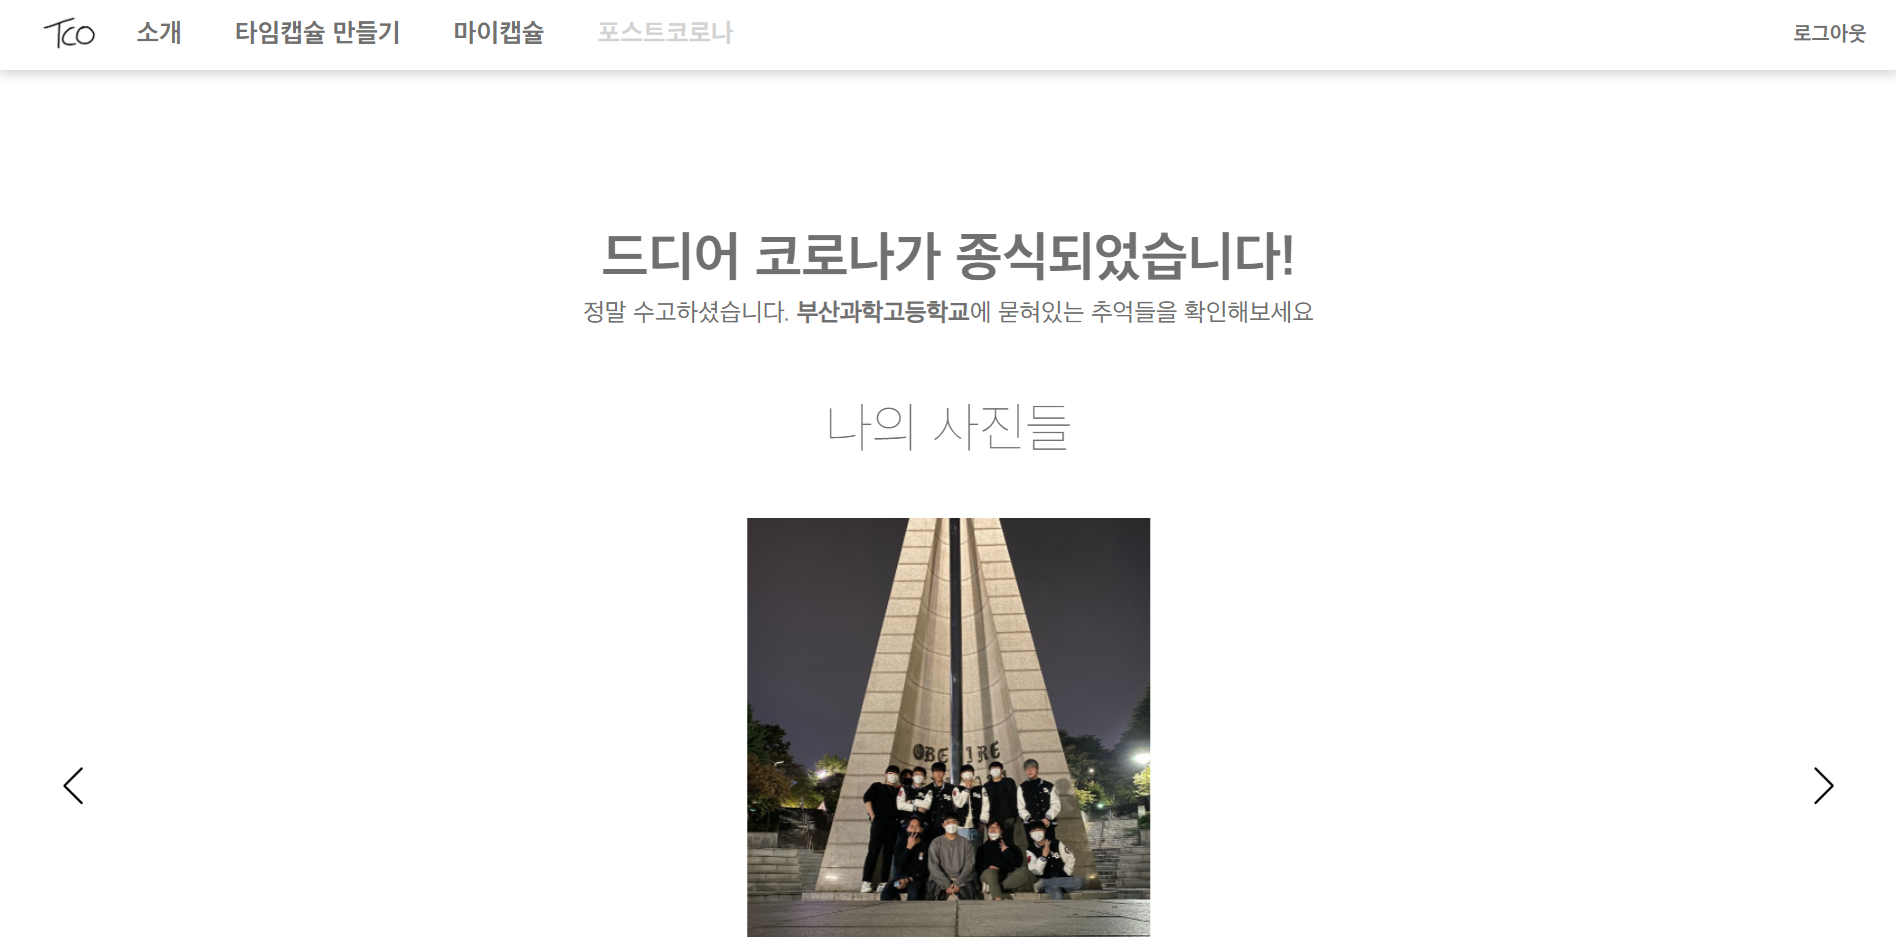 TCO 소개 타임캡슐 만들기 마이캡슐 포스트코로나 로그아웃
드디어 코로나가 종식되었습니다!
정말 수고하셨습니다. 부산과학고등학교에 묻혀있는 추억들을 확인해보세요
나의 사진들
OBE IRE